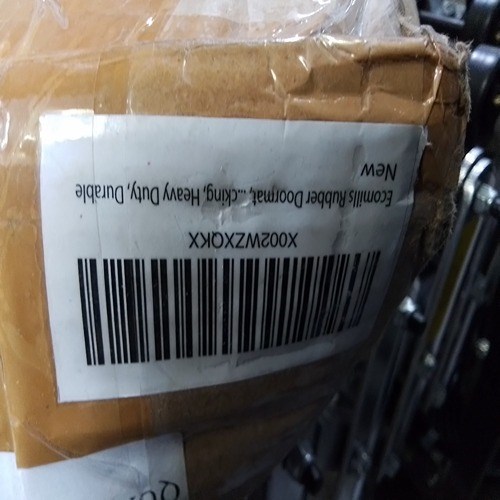 X002WZXQKX
Ecomills Rubber Doormat,...cking, Heavy Duty, Durable
New